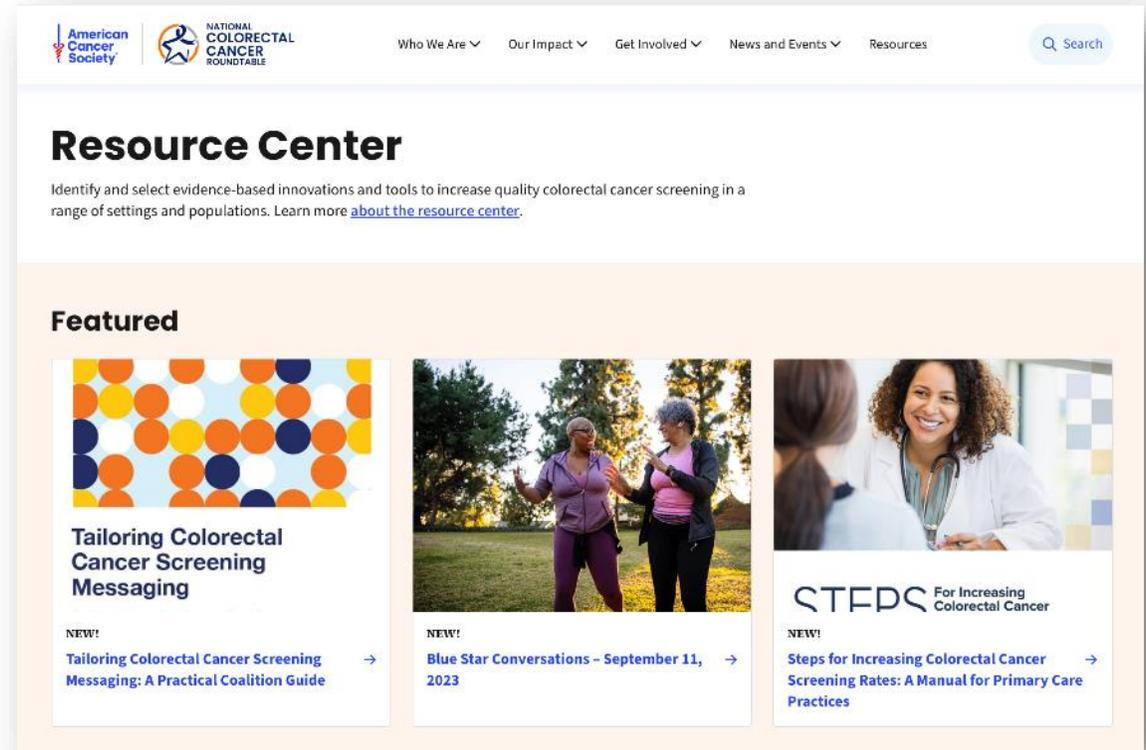 American
Cancer
Society
NATIONAL
COLORECTAL
CANCER
ROUNDTABLE
Who We Are
Our Impact
Get Involved
News and Events
Resources
Search
Resource Center
Identify and select evidence-based innovations and tools to increase quality colorectal cancer screening in a
range of settings and populations. Learn more about the resource center.
Featured
Tailoring Colorectal
Cancer Screening
Messaging
NEW!
Tailoring Colorectal Cancer Screening
Messaging: A Practical Coalition Guide
NEW!
Blue Star Conversations – September 11,
2023
STEPS For Increasing
Colorectal Cancer
NEW!
Steps for Increasing Colorectal Cancer
Screening Rates: A Manual for Primary Care
Practices